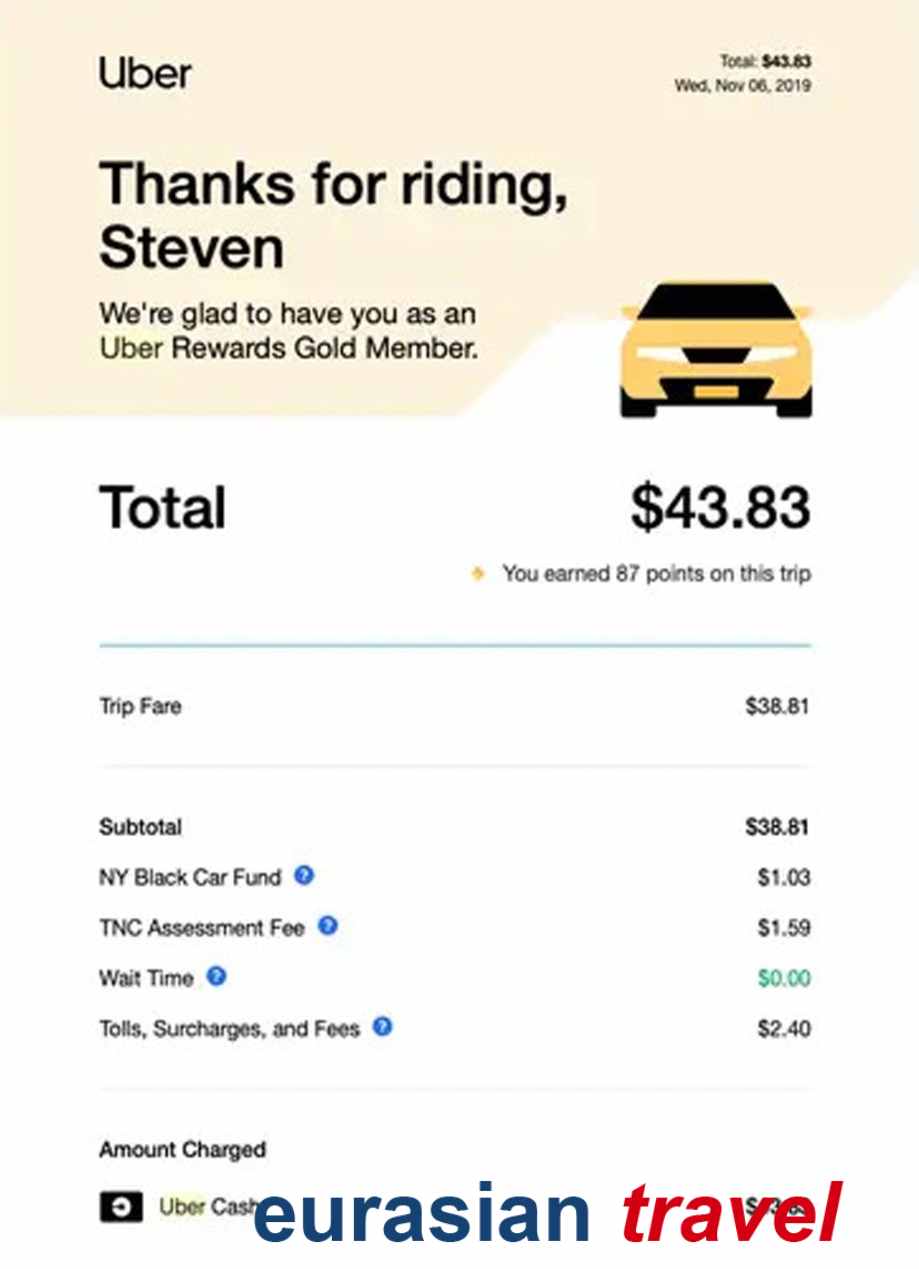 Uber
Total: $43.83
Wed, Nov 06, 2019
Thanks for riding,
Steven
We're glad to have you as an
Uber Rewards Gold Member.
Total $43.83
You earned 87 points on this trip
Trip Fare $38.81
Subtotal $38.81
NY Black Car Fund ? $1.03
TNC Assessment Fee ? $1.59
Wait Time ? $0.00
Tolls, Surcharges, and Fees ? $2.40
Amount Charged
Uber Cash
eurasian travel